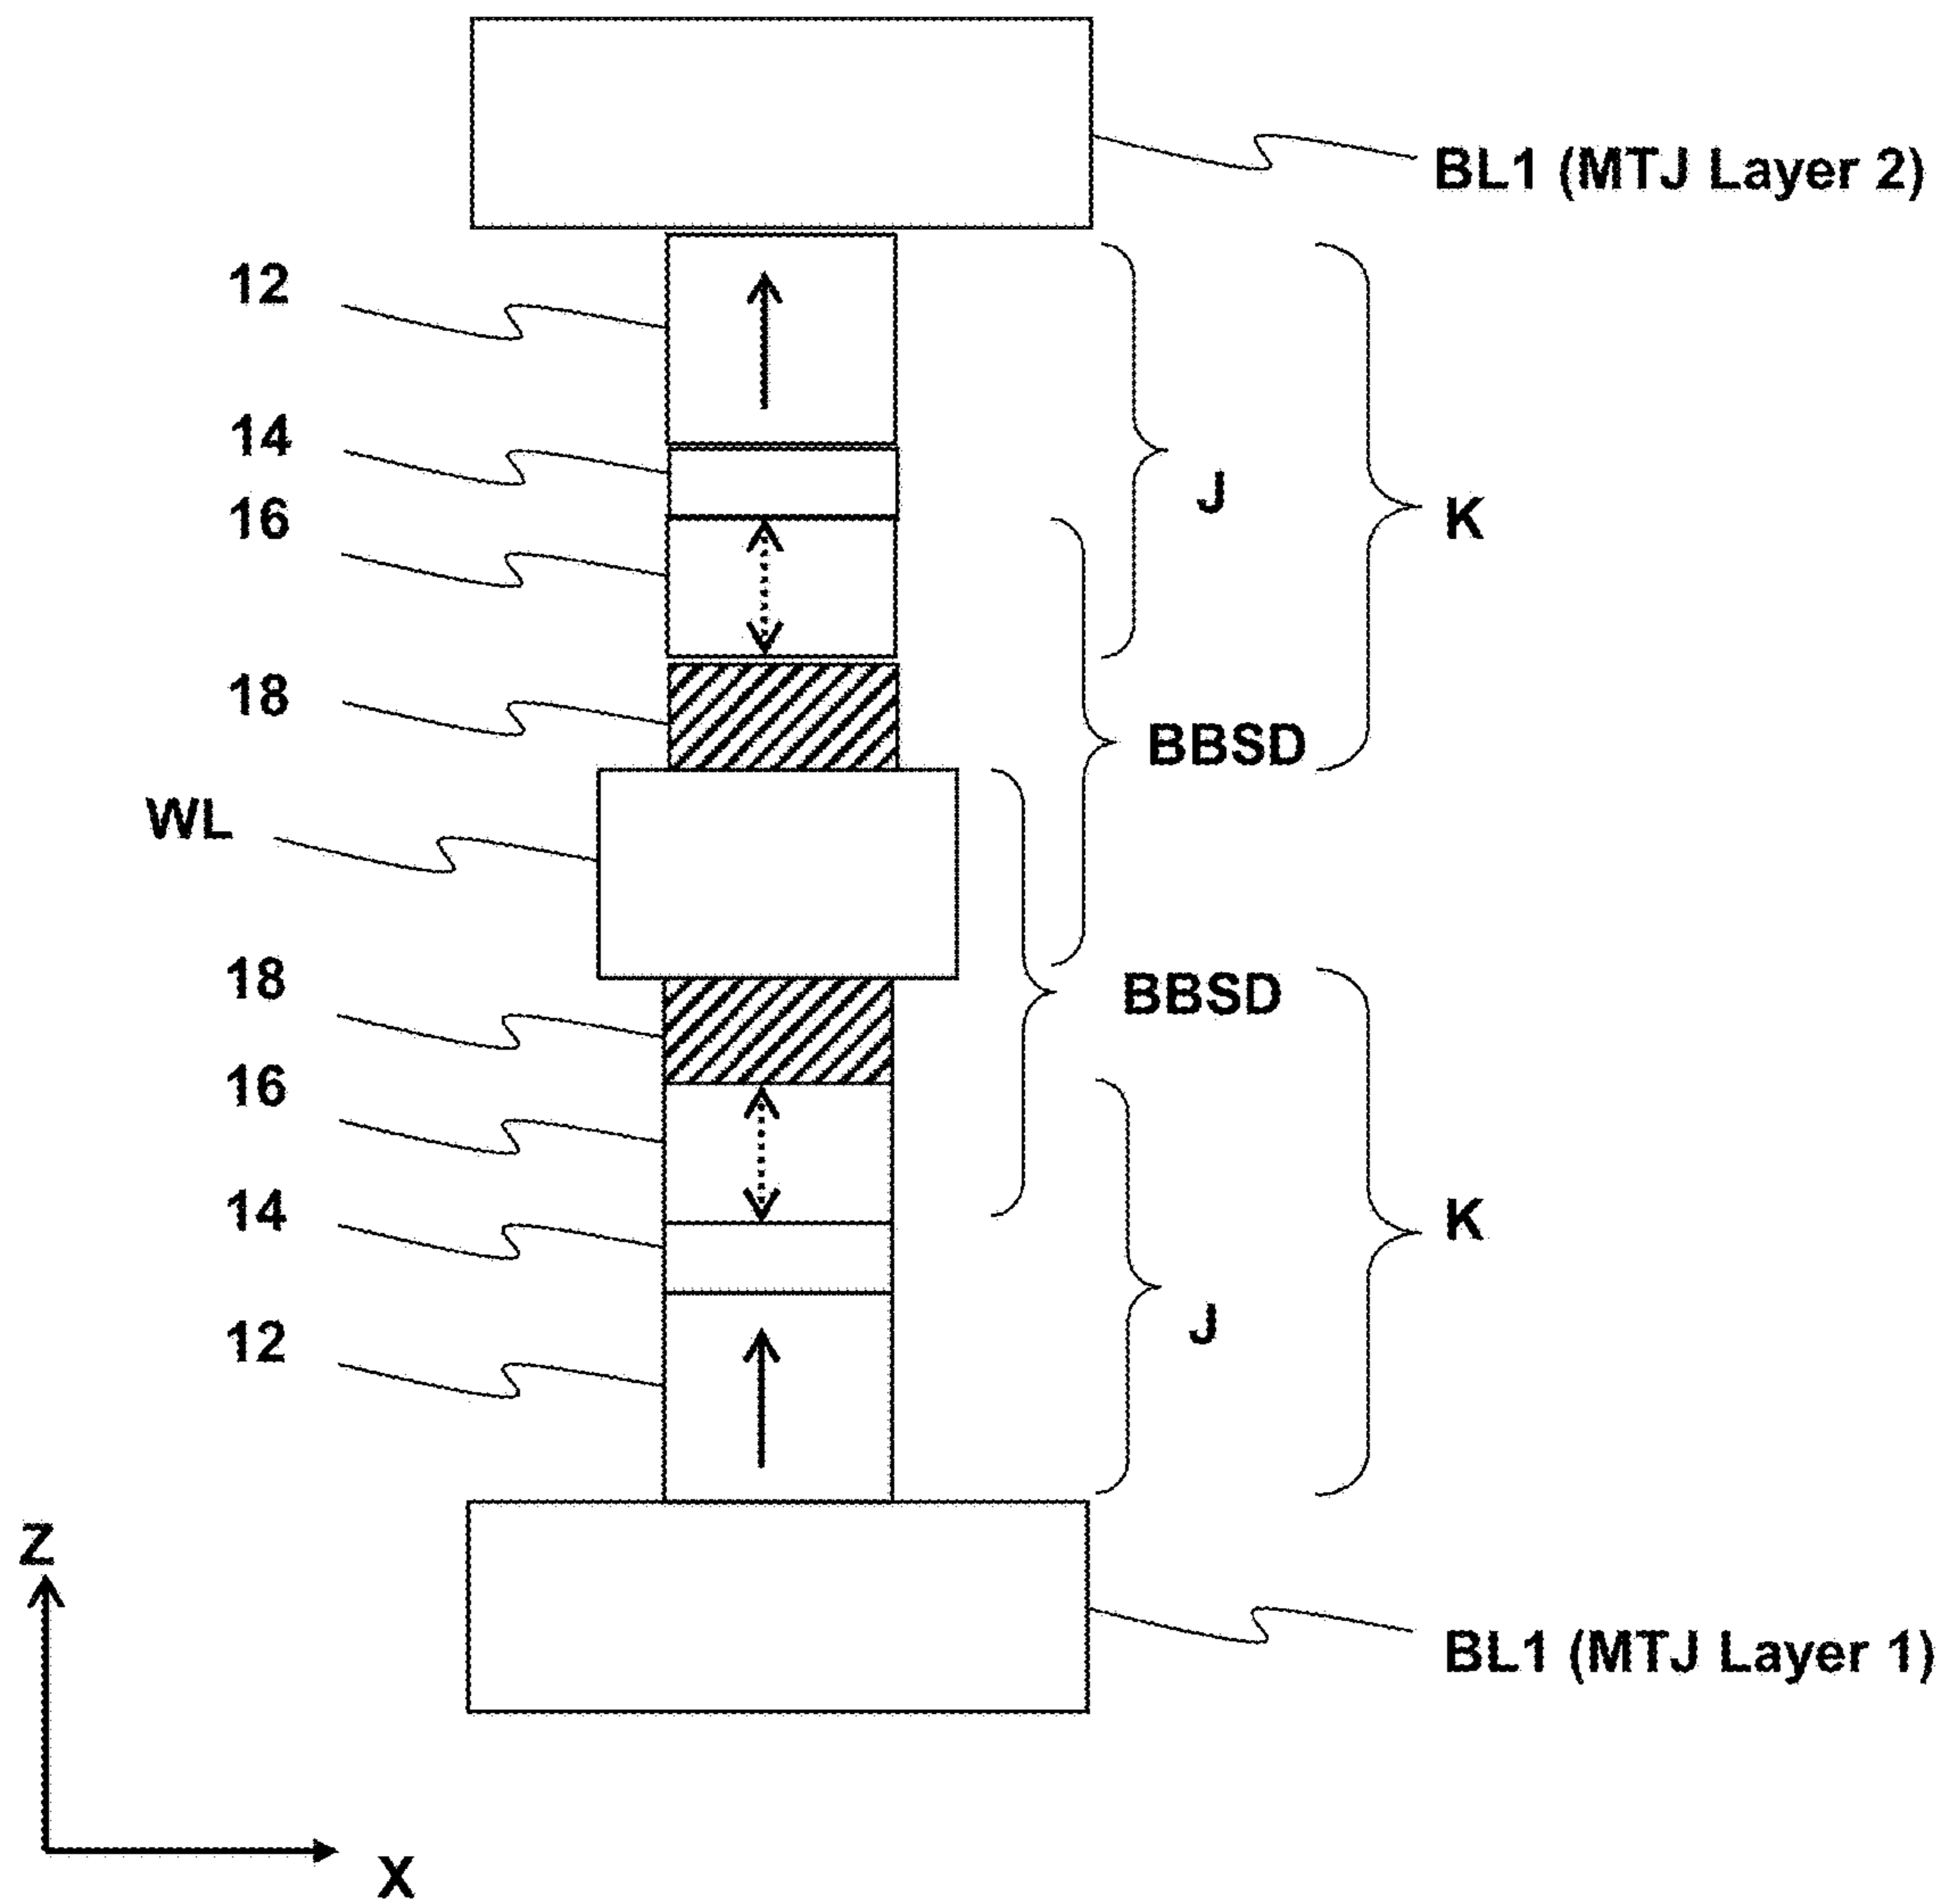 BL1 (MTJ Layer 2)
12
14
16
J
K
18
BBSD
WL
18
BBSD
16
14
K
12
J
Z
BL1 (MTJ Layer 1)
X